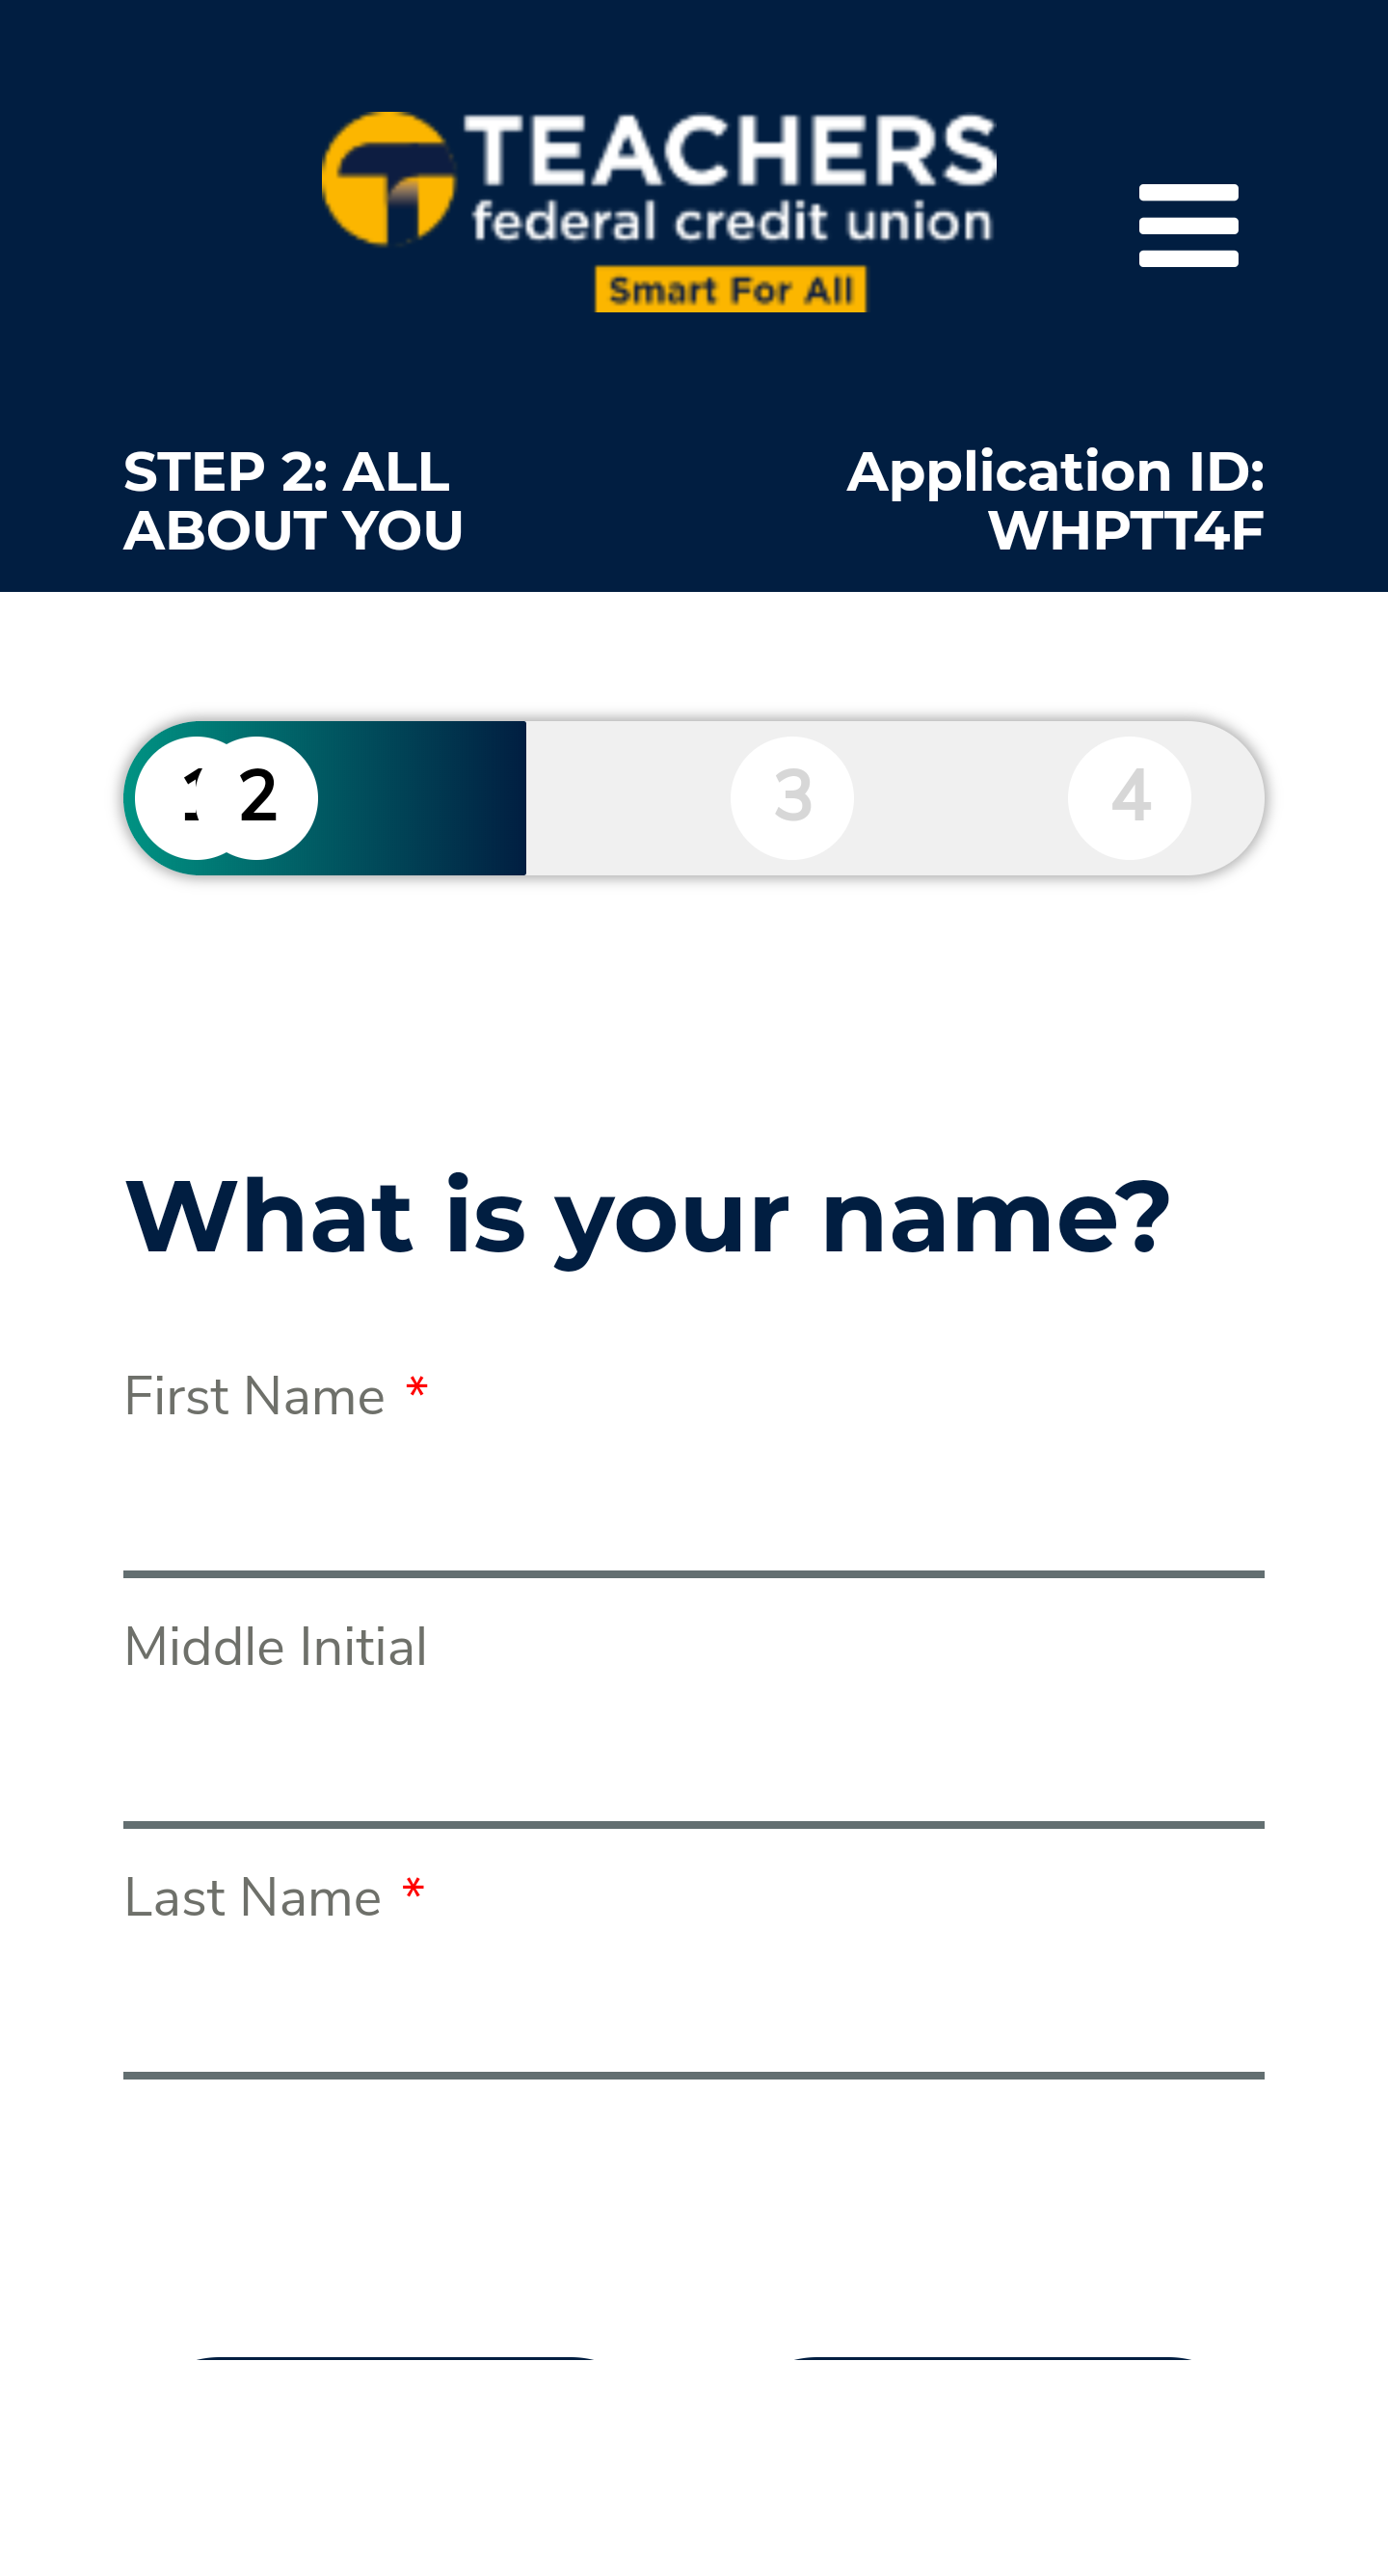 TEACHERS
federal credit union
Smart For All
STEP 2: ALL
ABOUT YOU
Application ID:
WHPTT4F
1 2 3 4
What is your name?
First Name *
Middle Initial
Last Name *